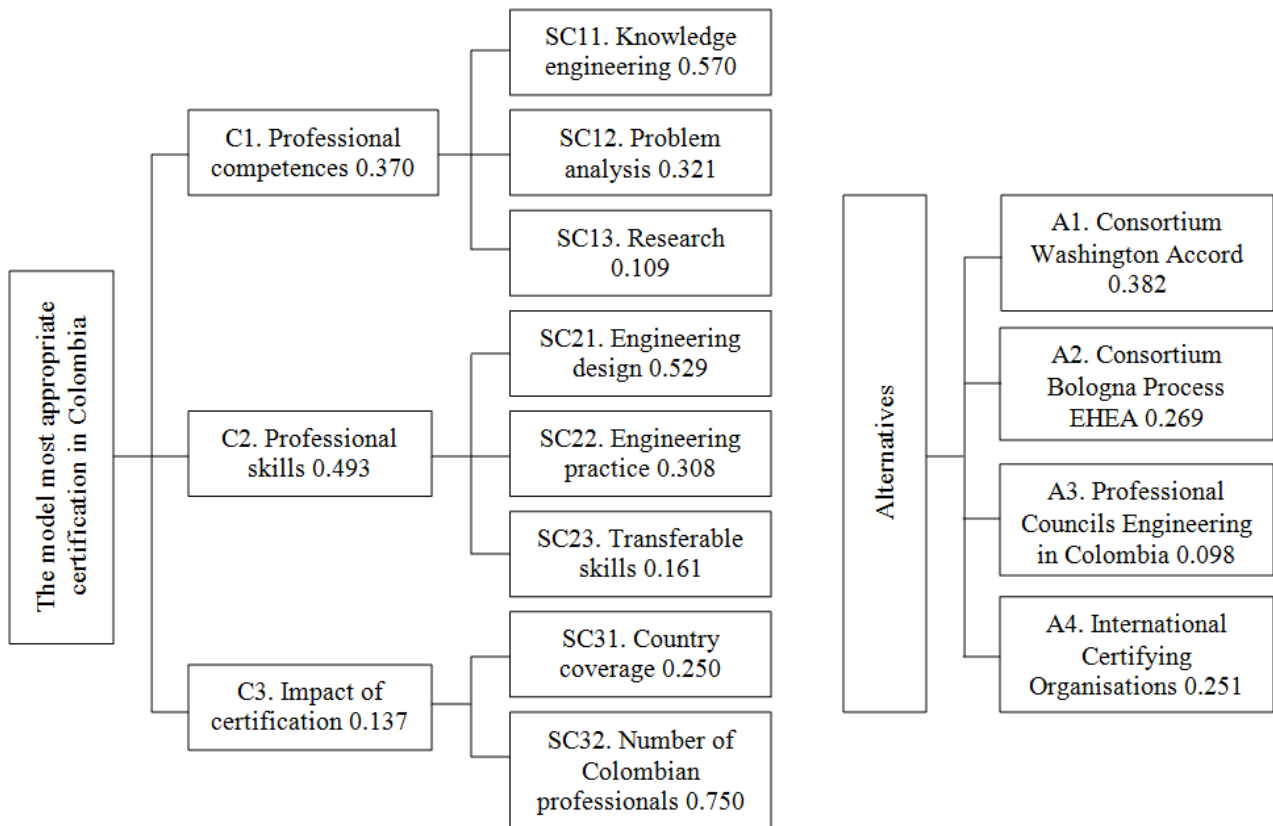 The model most appropriate
certification in Colombia
C1. Professional
competences 0.370
C2. Professional
skills 0.493
C3. Impact of
certification 0.137
SC11. Knowledge
engineering 0.570
SC12. Problem
analysis 0.321
SC13. Research
0.109
SC21. Engineering
design 0.529
SC22. Engineering
practice 0.308
SC23. Transferable
skills 0.161
SC31. Country
coverage 0.250
SC32. Number of
Colombian
professionals 0.750
Alternatives
A1. Consortium
Washington Accord
0.382
A2. Consortium
Bologna Process
EHEA 0.269
A3. Professional
Councils Engineering
in Colombia 0.098
A4. International
Certifying
Organisations 0.251